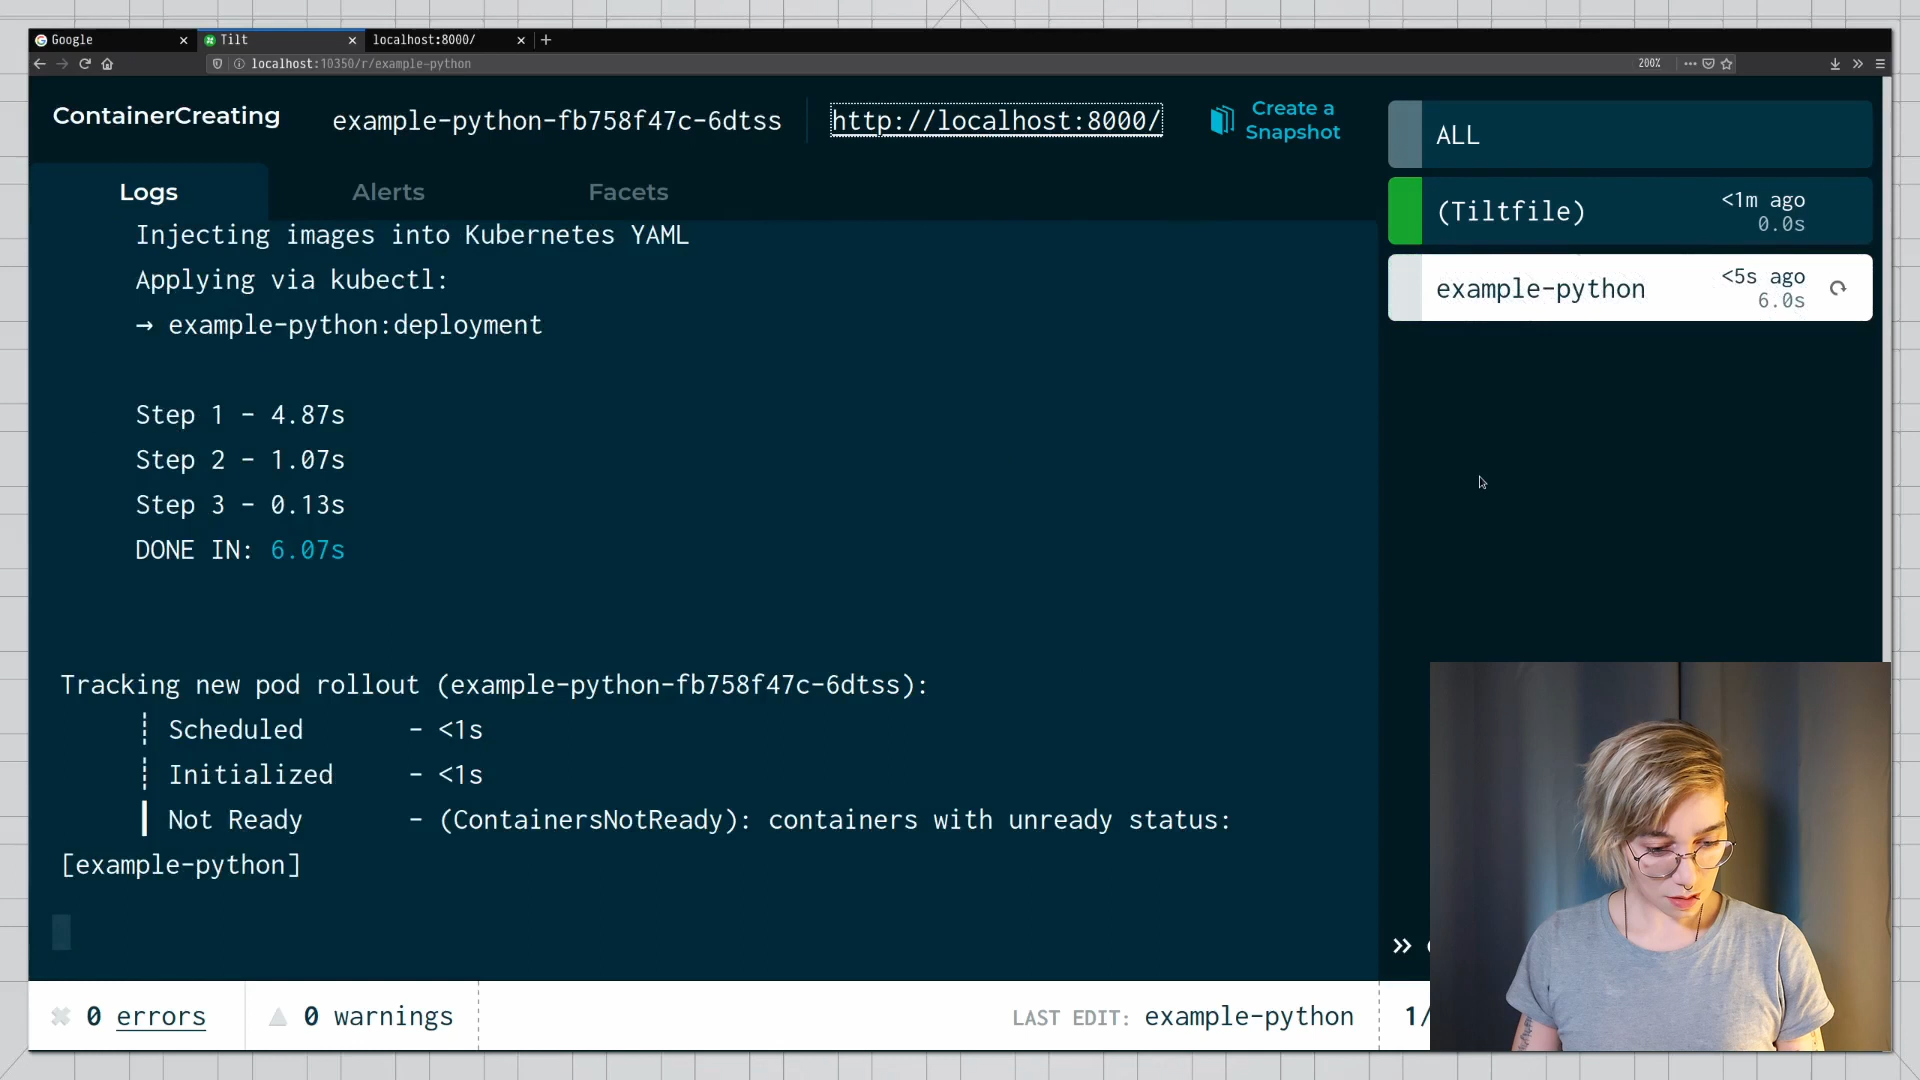 Google
Tilt
localhost:8000/
localhost:10350/r/example-python
200%
ContainerCreating
example-python-fb758f47c-6dtss
http://localhost:8000/
Create a
Snapshot
Logs
Alerts
Facets
Injecting images into Kubernetes YAML
Applying via kubectl:
→ example-python:deployment
Step 1 - 4.87s
Step 2 - 1.07s
Step 3 - 0.13s
DONE IN: 6.07s
Tracking new pod rollout (example-python-fb758f47c-6dtss):
┊ Scheduled - <1s
┊ Initialized - <1s
┃ Not Ready - (ContainersNotReady): containers with unready status:
[example-python]
ALL
(Tiltfile)
<1m ago
0.0s
example-python
<5s ago
6.0s
0 errors
0 warnings
LAST EDIT: example-python
1/